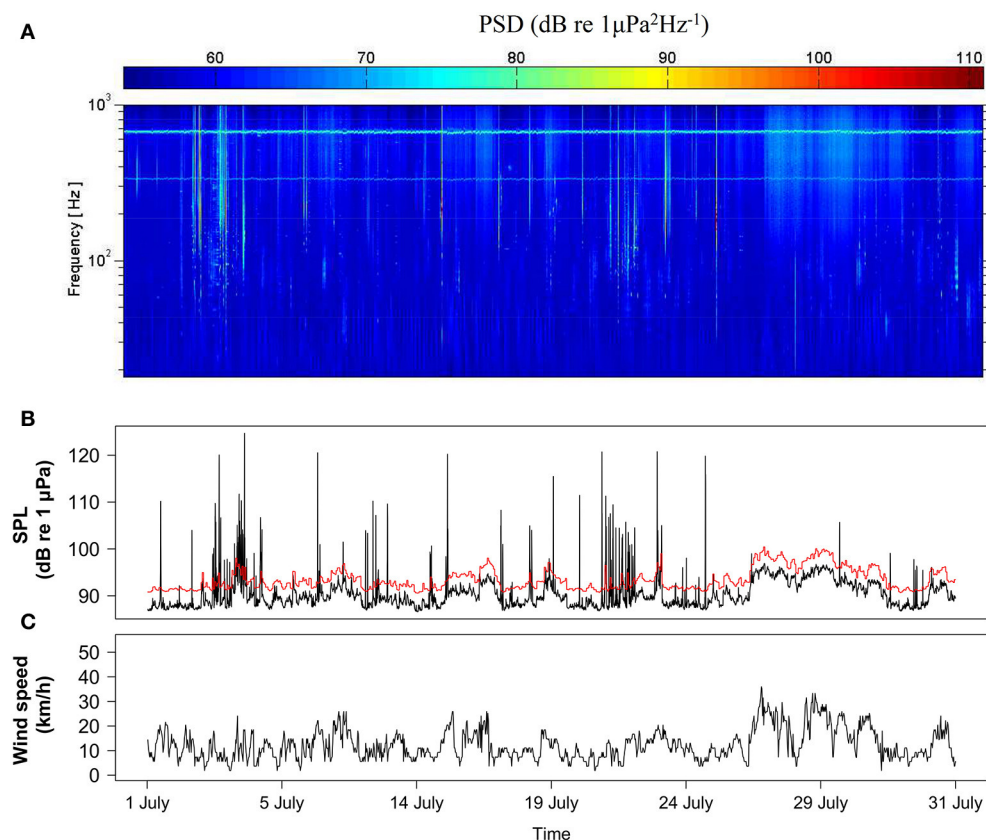 A
PSD (dB re 1µPa²Hz⁻¹)
60 70 80 90 100 110
10³
10²
Frequency [ Hz ]
B
120
110
100
90
SPL
(dB re 1 µPa)
C
50
40
30
20
10
0
Wind speed
(km/h)
1 July 5 July 14 July 19 July 24 July 29 July 31 July
Time